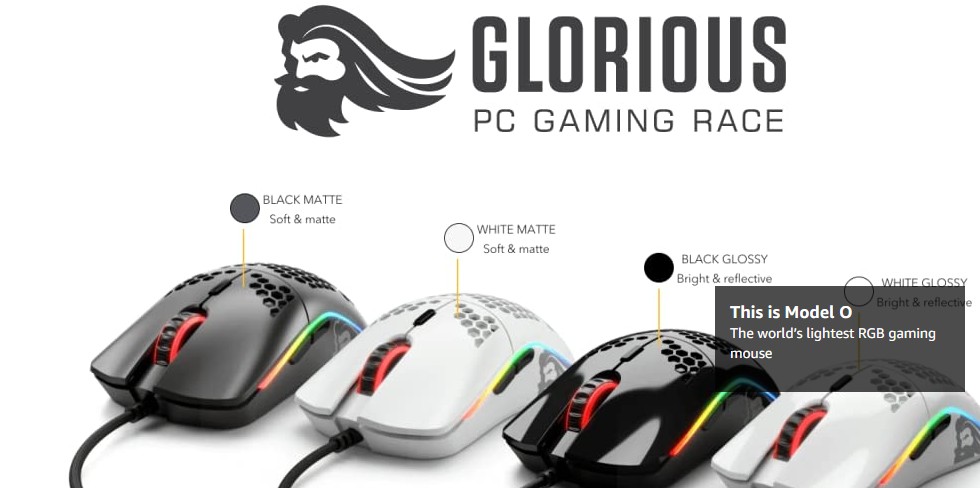 GLORIOUS
PC GAMING RACE
BLACK MATTE
Soft & matte
WHITE MATTE
Soft & matte
BLACK GLOSSY
Bright & reflective
WHITE GLOSSY
Bright & reflective
This is Model O
The world's lightest RGB gaming
mouse